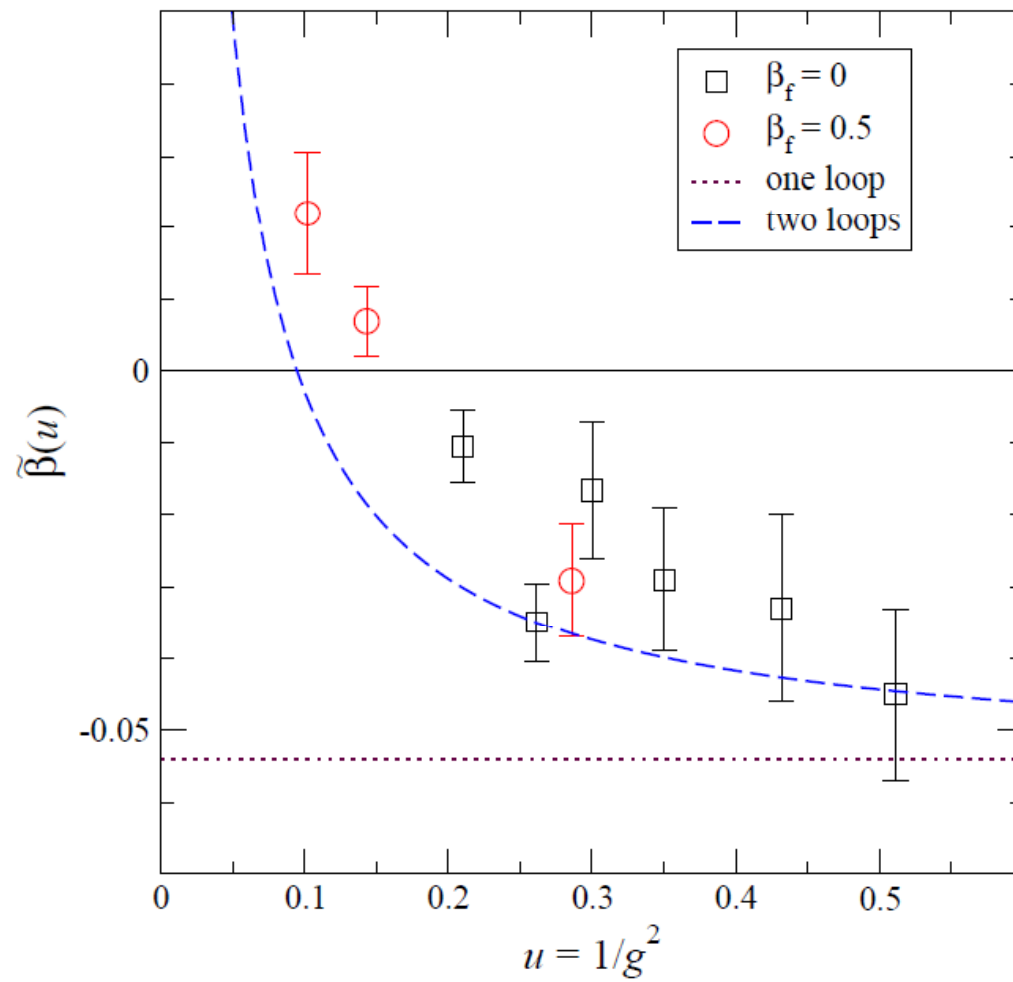 β_f = 0
β_f = 0.5
one loop
two loops
0
-0.05
β̃(u)
0
0.1
0.2
0.3
0.4
0.5
u = 1/g²